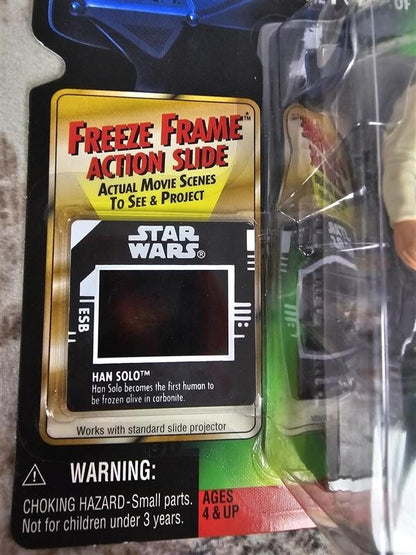 FREEZE FRAME™
ACTION SLIDE
ACTUAL MOVIE SCENES
TO SEE & PROJECT
STAR
WARS®
ESB
HAN SOLO™
Han Solo becomes the first human to
be frozen alive in carbonite.
Works with standard slide projector
⚠ WARNING:
CHOKING HAZARD-Small parts.
Not for children under 3 years.
AGES
4 & UP